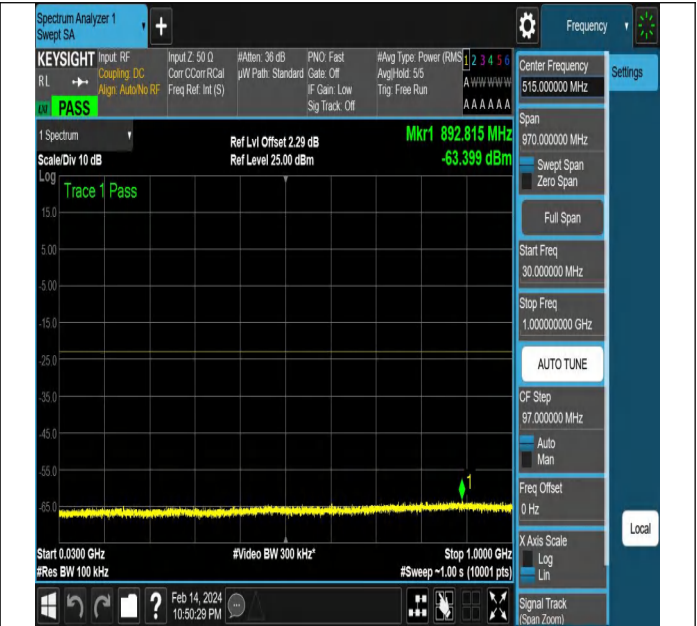 Spectrum Analyzer 1
Swept SA
Frequency
KEYSIGHT
RL
PASS
Input: RF
Coupling: DC
Align: Auto/No RF
Input Z: 50 Ω
Corr CCorr RCal
Freq Ref: Int (S)
#Atten: 36 dB
µW Path: Standard
PNO: Fast
Gate: Off
IF Gain: Low
Sig Track: Off
#Avg Type: Power (RMS
Avg|Hold: 5/5
Trig: Free Run
1 2 3 4 5 6
A W W W W W
A A A A A A
1 Spectrum
Scale/Div 10 dB
Ref Lvl Offset 2.29 dB
Ref Level 25.00 dBm
Mkr1 892.815 MHz
-63.399 dBm
Log
Trace 1 Pass
15.0
5.00
-5.00
-15.0
-25.0
-35.0
-45.0
-55.0
-65.0
1
Start 0.0300 GHz
#Res BW 100 kHz
#Video BW 300 kHz*
Stop 1.0000 GHz
#Sweep ~1.00 s (10001 pts)
Feb 14, 2024
10:50:29 PM
Center Frequency
515.000000 MHz
Settings
Span
970.000000 MHz
Swept Span
Zero Span
Full Span
Start Freq
30.000000 MHz
Stop Freq
1.000000000 GHz
AUTO TUNE
CF Step
97.000000 MHz
Auto
Man
Freq Offset
0 Hz
Local
X Axis Scale
Log
Lin
Signal Track
(Span Zoom)